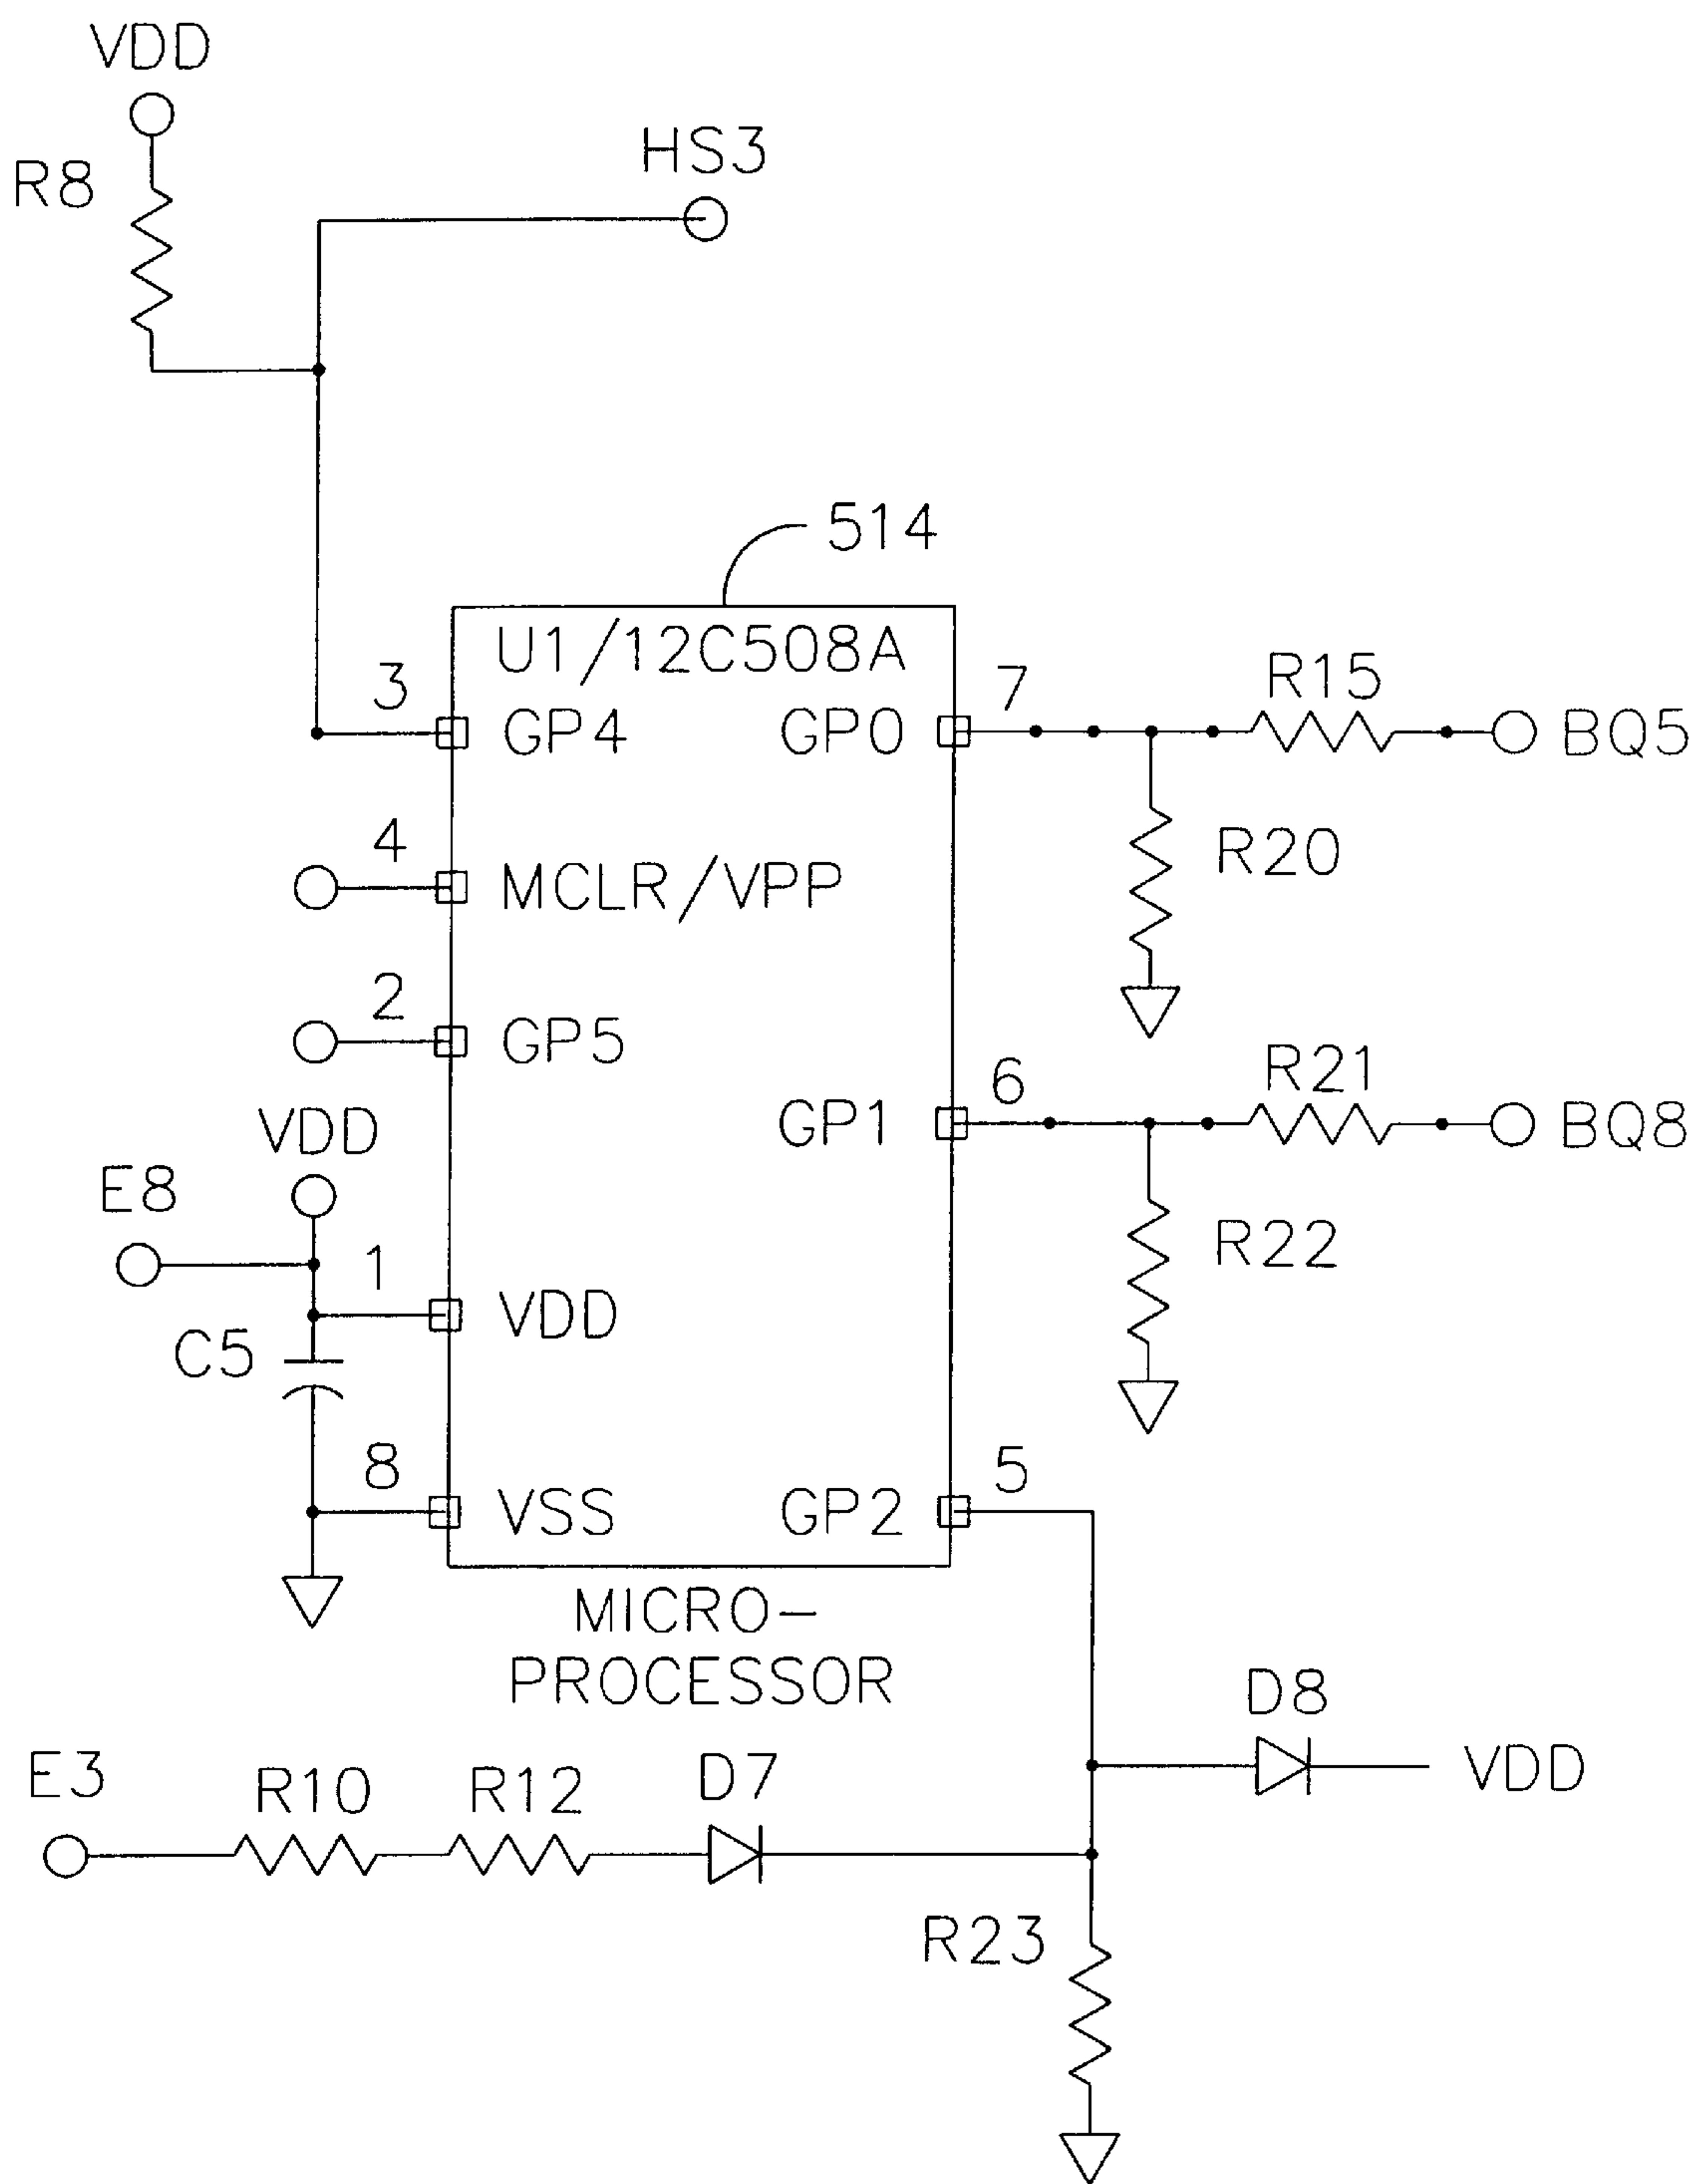 VDD
R8
HS3
514
U1/12C508A
3
GP4
GP0
7
R15
BQ5
R20
4
MCLR/VPP
2
GP5
GP1
6
R21
BQ8
R22
VDD
E8
1
VDD
C5
8
VSS
GP2
5
MICRO-
PROCESSOR
D8
VDD
E3
R10
R12
D7
R23